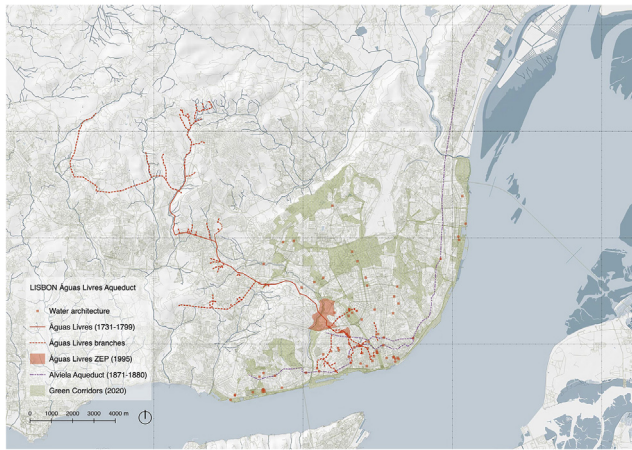 LISBON Águas Livres Aqueduct
Water architecture
Águas Livres (1731-1799)
Águas Livres branches
Águas Livres ZEP (1995)
Alviela Aqueduct (1871-1880)
Green Corridors (2020)
0 1000 2000 3000 4000 m